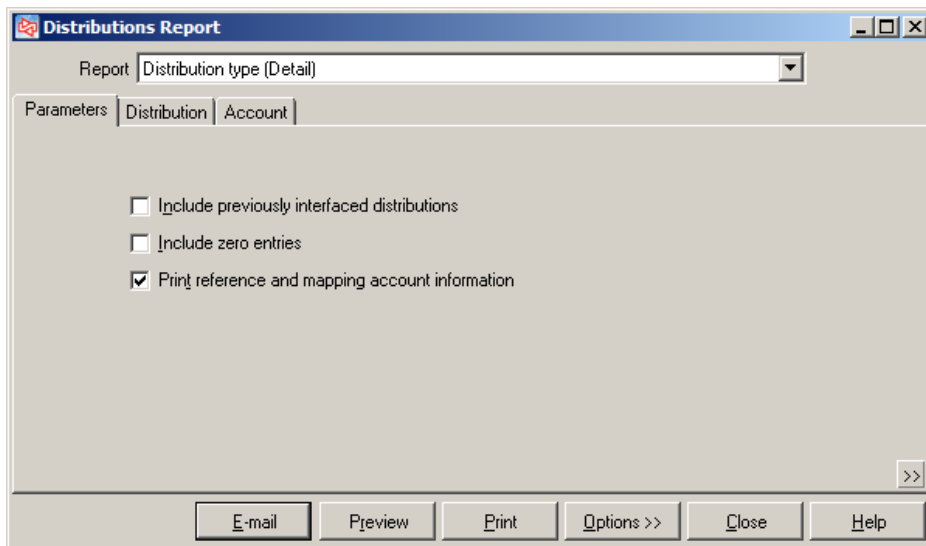 Distributions Report
Report Distribution type (Detail)
Parameters Distribution Account
Include previously interfaced distributions
Include zero entries
Print reference and mapping account information
>>
E-mail Preview Print Options >> Close Help